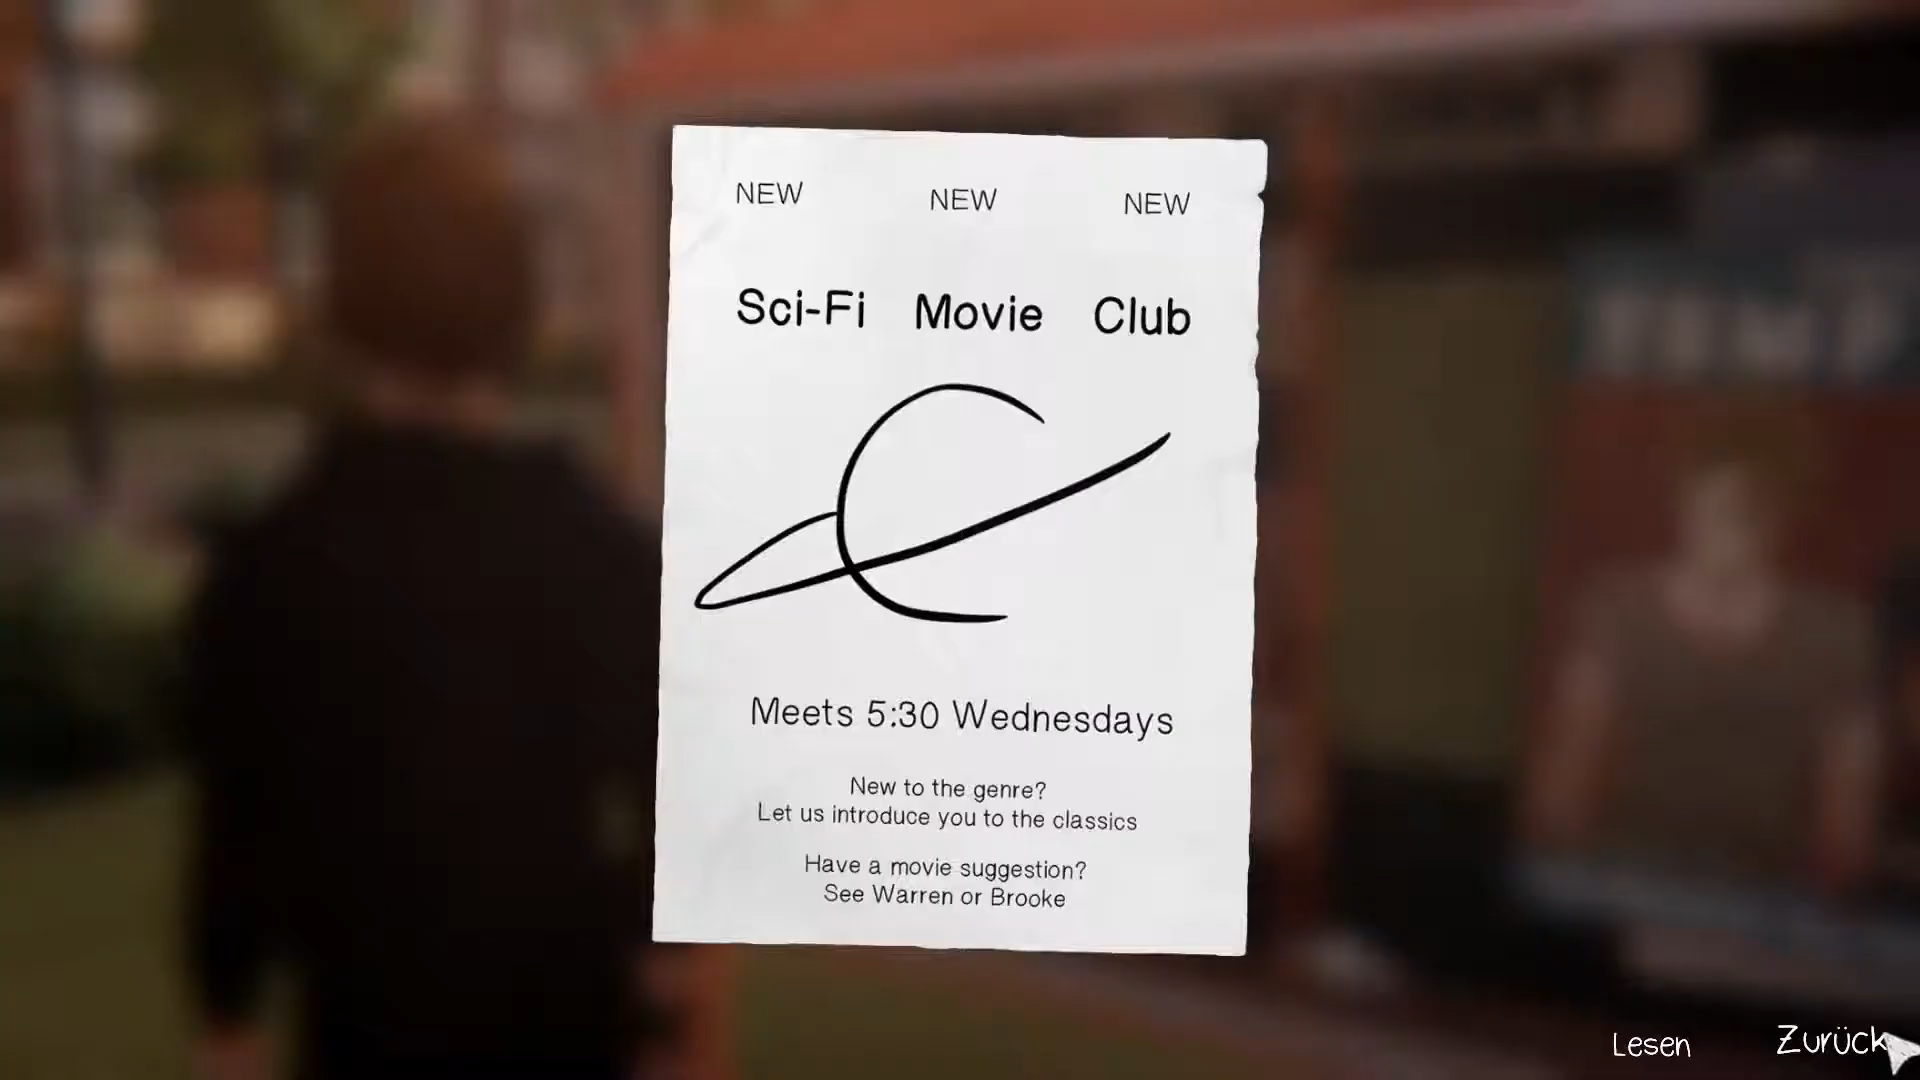 NEW NEW NEW
Sci-Fi Movie Club
Meets 5:30 Wednesdays
New to the genre?
Let us introduce you to the classics
Have a movie suggestion?
See Warren or Brooke
Lesen Zurück